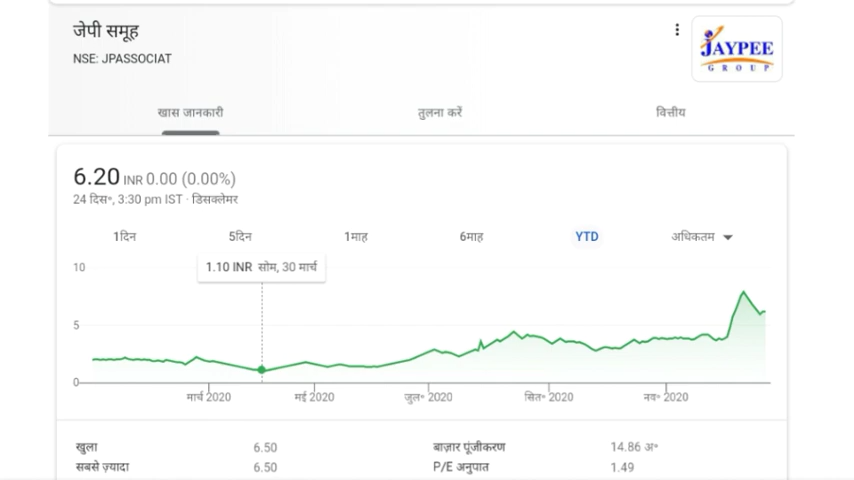 जेपी समूह
NSE: JPASSOCIAT
JAYPEE
GROUP
खास जानकारी तुलना करें वित्तीय
6.20 INR 0.00 (0.00%)
24 दिस॰, 3:30 pm IST · डिसक्लेमर
1दिन 5दिन 1माह 6माह YTD अधिकतम
1.10 INR सोम, 30 मार्च
10
5
0
मार्च 2020 मई 2020 जुल॰ 2020 सित॰ 2020 नव॰ 2020
खुला 6.50 बाज़ार पूंजीकरण 14.86 अ॰
सबसे ज़्यादा 6.50 P/E अनुपात 1.49